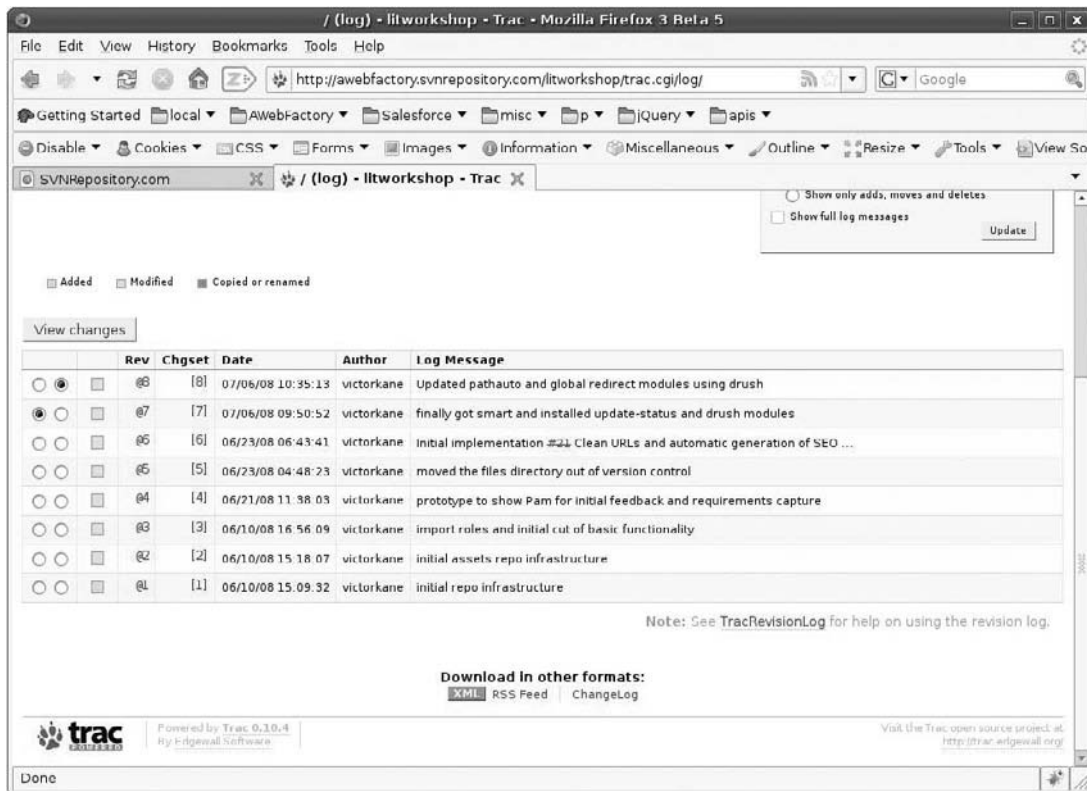 / (log) - litworkshop - Trac - Mozilla Firefox 3 Beta 5
File Edit View History Bookmarks Tools Help
http://awebfactory.svnrepository.com/litworkshop/trac.cgi/log/ Google
Getting Started local AWebFactory Salesforce misc p jQuery apis
Disable Cookies CSS Forms Images Information Miscellaneous Outline Resize Tools View So
SVNRepository.com / (log) - litworkshop - Trac
Show only adds, moves and deletes
Show full log messages
Update
Added Modified Copied or renamed
View changes
Rev Chgset Date Author Log Message
@8 [8] 07/06/08 10:35:13 victorkane Updated pathauto and global redirect modules using drush
@7 [7] 07/06/08 09:50:52 victorkane finally got smart and installed update-status and drush modules
@6 [6] 06/23/08 06:43:41 victorkane Initial implementation #21 Clean URLs and automatic generation of SEO ...
@5 [5] 06/23/08 04:48:23 victorkane moved the files directory out of version control
@4 [4] 06/21/08 11:38:03 victorkane prototype to show Pam for initial feedback and requirements capture
@3 [3] 06/10/08 16:56:09 victorkane import roles and initial cut of basic functionality
@2 [2] 06/10/08 15:18:07 victorkane initial assets repo infrastructure
@1 [1] 06/10/08 15:09:32 victorkane initial repo infrastructure
Note: See TracRevisionLog for help on using the revision log.
Download in other formats:
XML RSS Feed ChangeLog
trac POWERED
Powered by Trac 0.10.4
By Edgewall Software
Visit the Trac open source project at
http://trac.edgewall.org/
Done